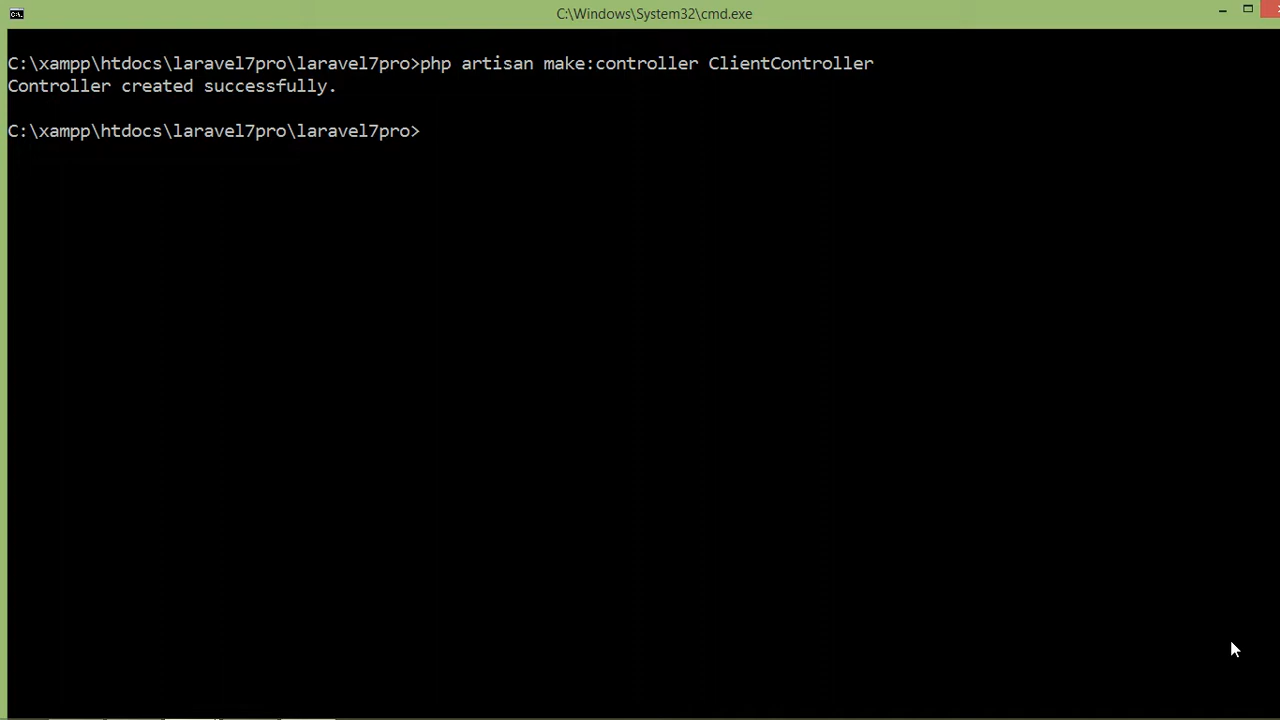 C:\Windows\System32\cmd.exe
C:\xampp\htdocs\laravel7pro\laravel7pro>php artisan make:controller ClientController
Controller created successfully.
C:\xampp\htdocs\laravel7pro\laravel7pro>